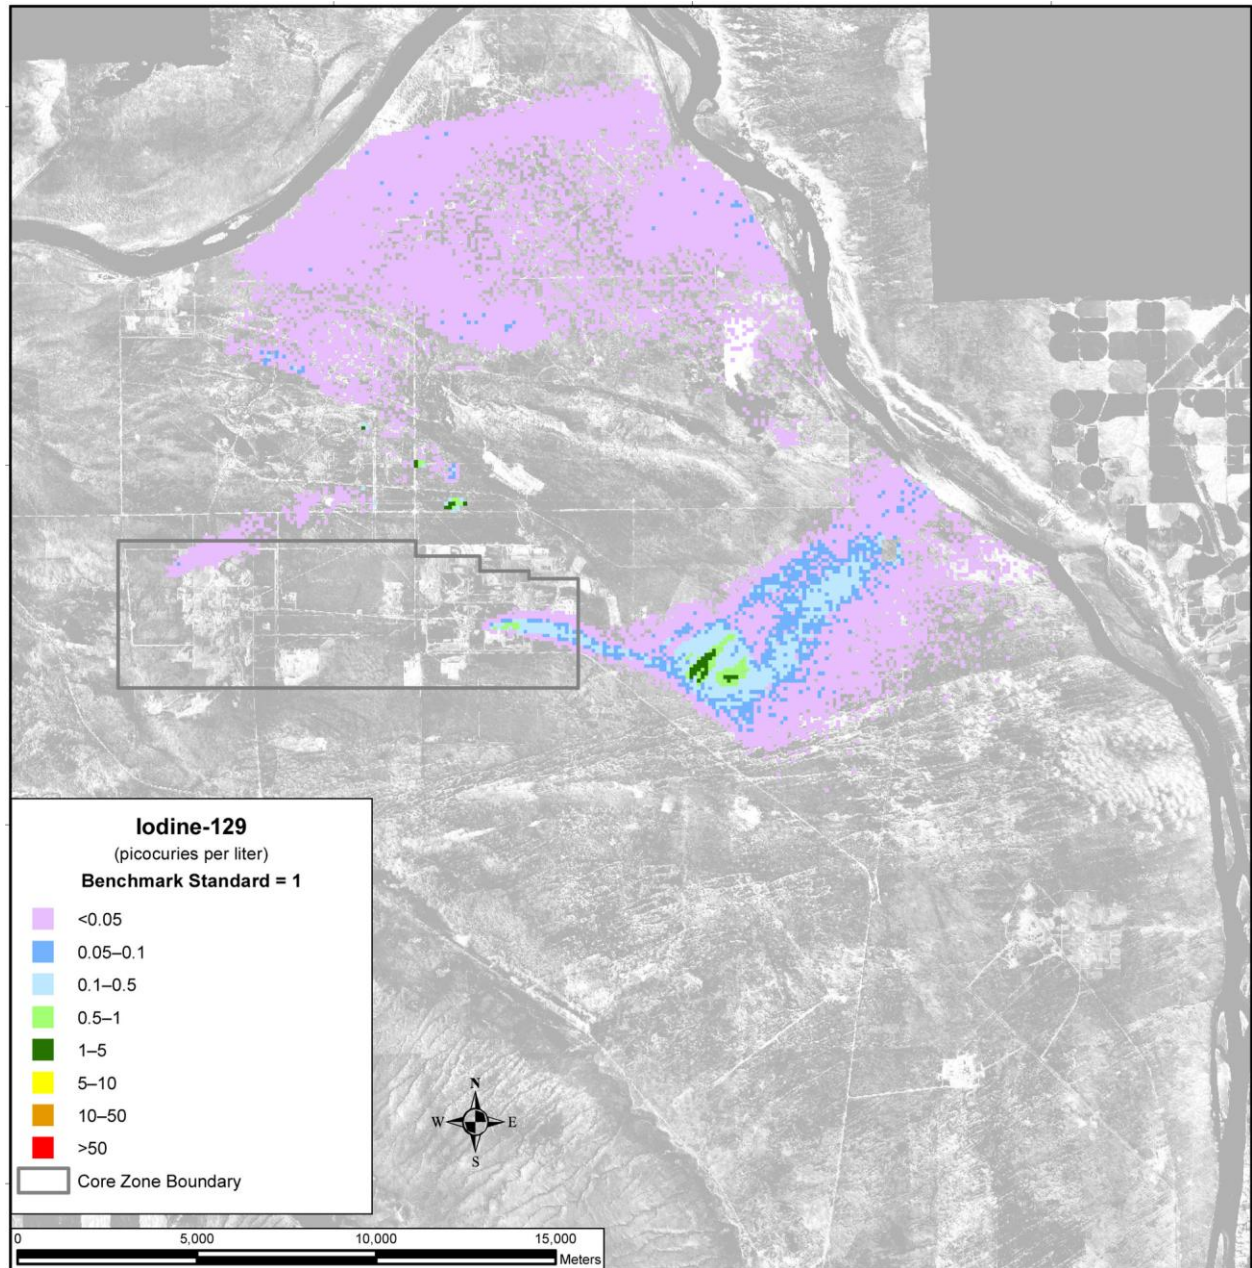 Iodine-129
(picocuries per liter)
Benchmark Standard = 1
<0.05
0.05–0.1
0.1–0.5
0.5–1
1–5
5–10
10–50
>50
Core Zone Boundary
N
W E
S
0 5,000 10,000 15,000
Meters